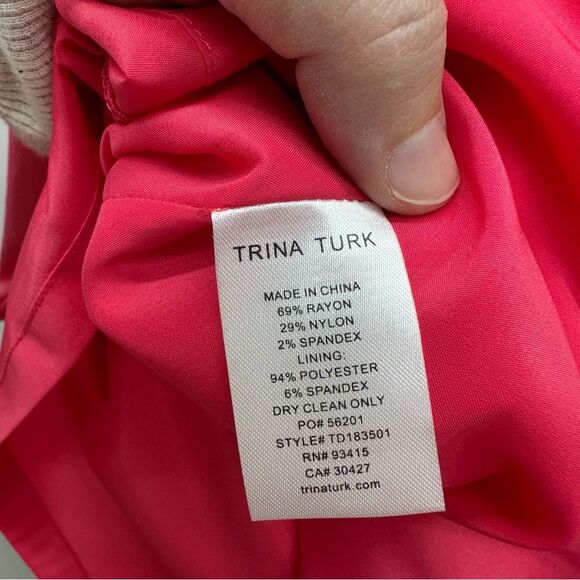 TRINA TURK
MADE IN CHINA
69% RAYON
29% NYLON
2% SPANDEX
LINING:
94% POLYESTER
6% SPANDEX
DRY CLEAN ONLY
PO# 56201
STYLE# TD183501
RN# 93415
CA# 30427
trinaturk.com